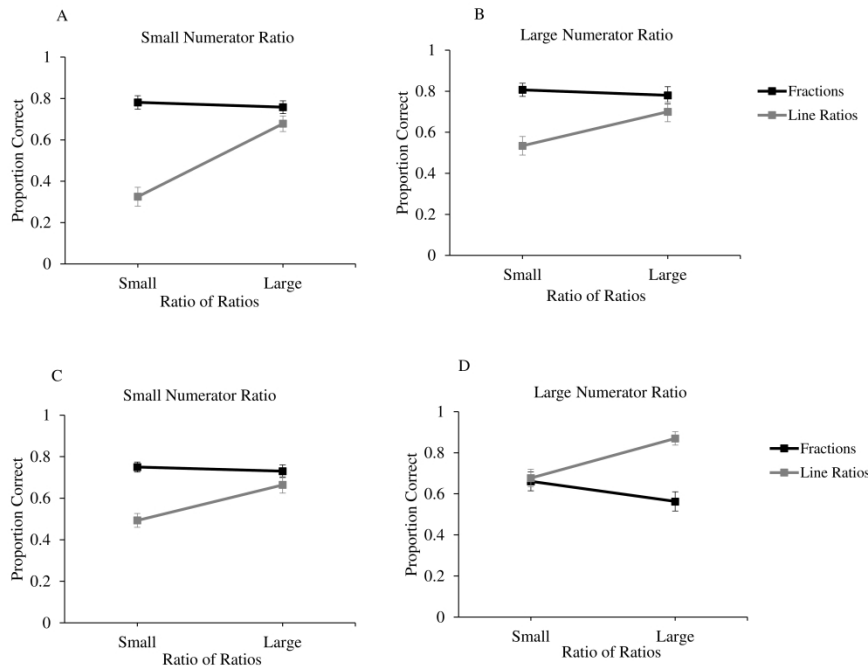 A
Small Numerator Ratio
1
0.8
0.6
0.4
0.2
0
Proportion Correct
Small
Large
Ratio of Ratios
B
Large Numerator Ratio
1
0.8
0.6
0.4
0.2
0
Proportion Correct
Small
Large
Ratio of Ratios
Fractions
Line Ratios
C
Small Numerator Ratio
1
0.8
0.6
0.4
0.2
0
Proportion Correct
Small
Large
Ratio of Ratios
D
Large Numerator Ratio
1
0.8
0.6
0.4
0.2
0
Proportion Correct
Small
Large
Ratio of Ratios
Fractions
Line Ratios